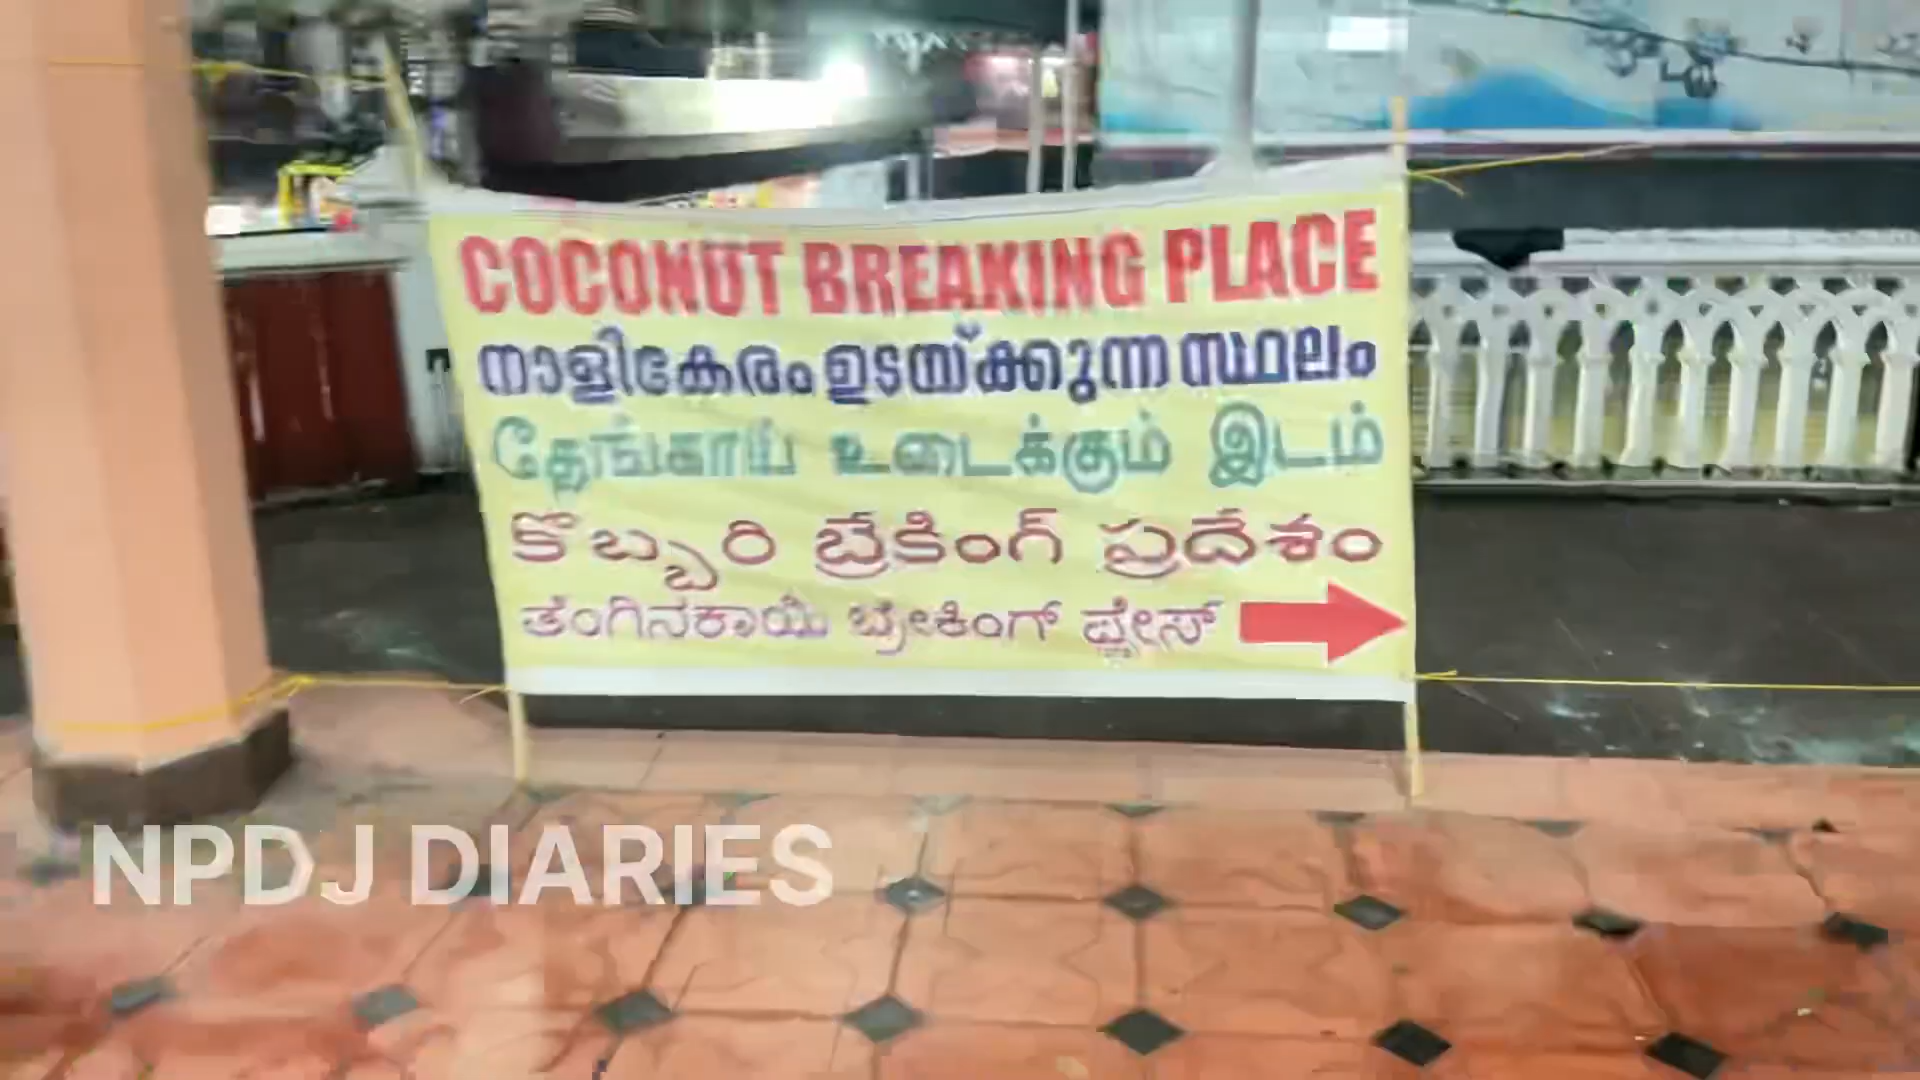 COCONUT BREAKING PLACE
നാളികേരം ഉടയ്ക്കുന്ന സ്ഥലം
தேங்காய் உடைக்கும் இடம்
కొబ్బరి బ్రేకింగ్ ప్రదేశం
ತೆಂಗಿನಕಾಯಿ ಬ್ರೇಕಿಂಗ್ ಪ್ಲೇಸ್
NPDJ DIARIES